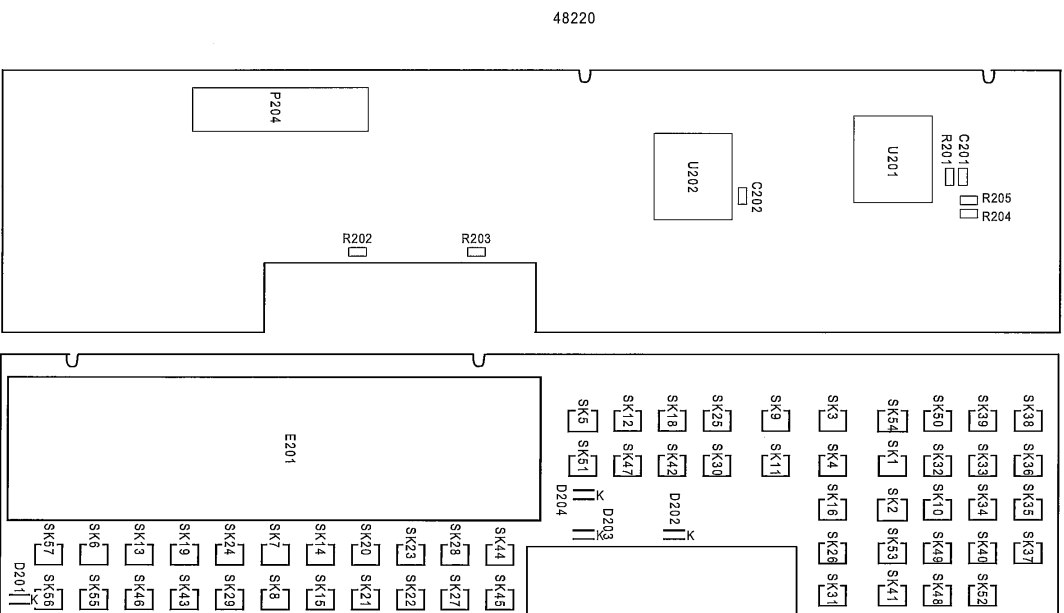 48220
P204
U202
C202
U201
R201
C201
R205
R204
R202
R203
E201
SK5
SK12
SK18
SK25
SK9
SK3
SK54
SK50
SK39
SK38
SK51
SK47
SK42
SK30
SK11
SK4
SK1
SK32
SK33
SK36
D204
K
D203
K
D202
K
SK16
SK2
SK10
SK34
SK35
SK57
SK6
SK13
SK19
SK24
SK7
SK14
SK20
SK23
SK28
SK44
SK26
SK53
SK49
SK40
SK37
D201
K
SK56
SK55
SK46
SK43
SK29
SK8
SK15
SK21
SK22
SK27
SK45
SK31
SK41
SK48
SK52